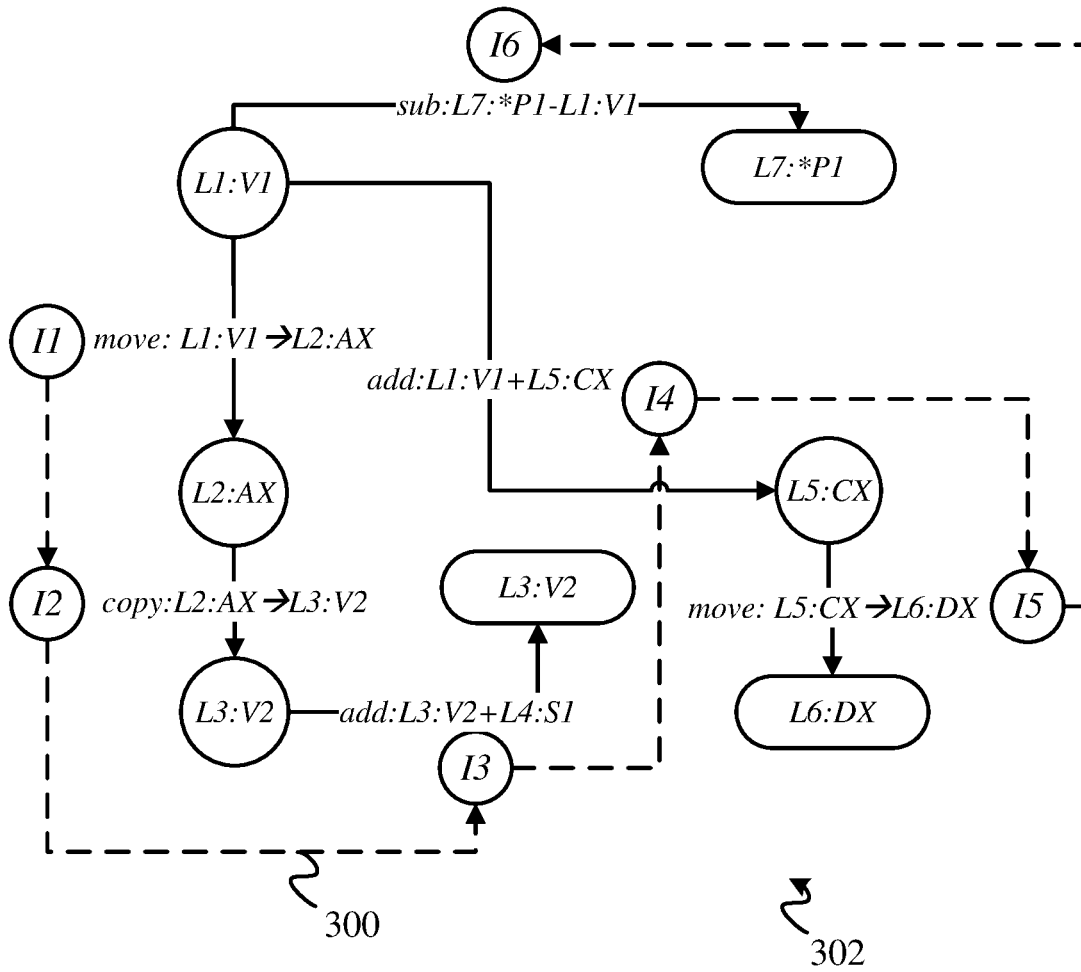 I6
sub:L7:*P1-L1:V1
L1:V1
L7:*P1
I1
move: L1:V1→L2:AX
add:L1:V1+L5:CX
I4
L2:AX
L5:CX
I2
copy:L2:AX→L3:V2
L3:V2
move: L5:CX→L6:DX
I5
L3:V2
add:L3:V2+L4:S1
L6:DX
I3
300
302